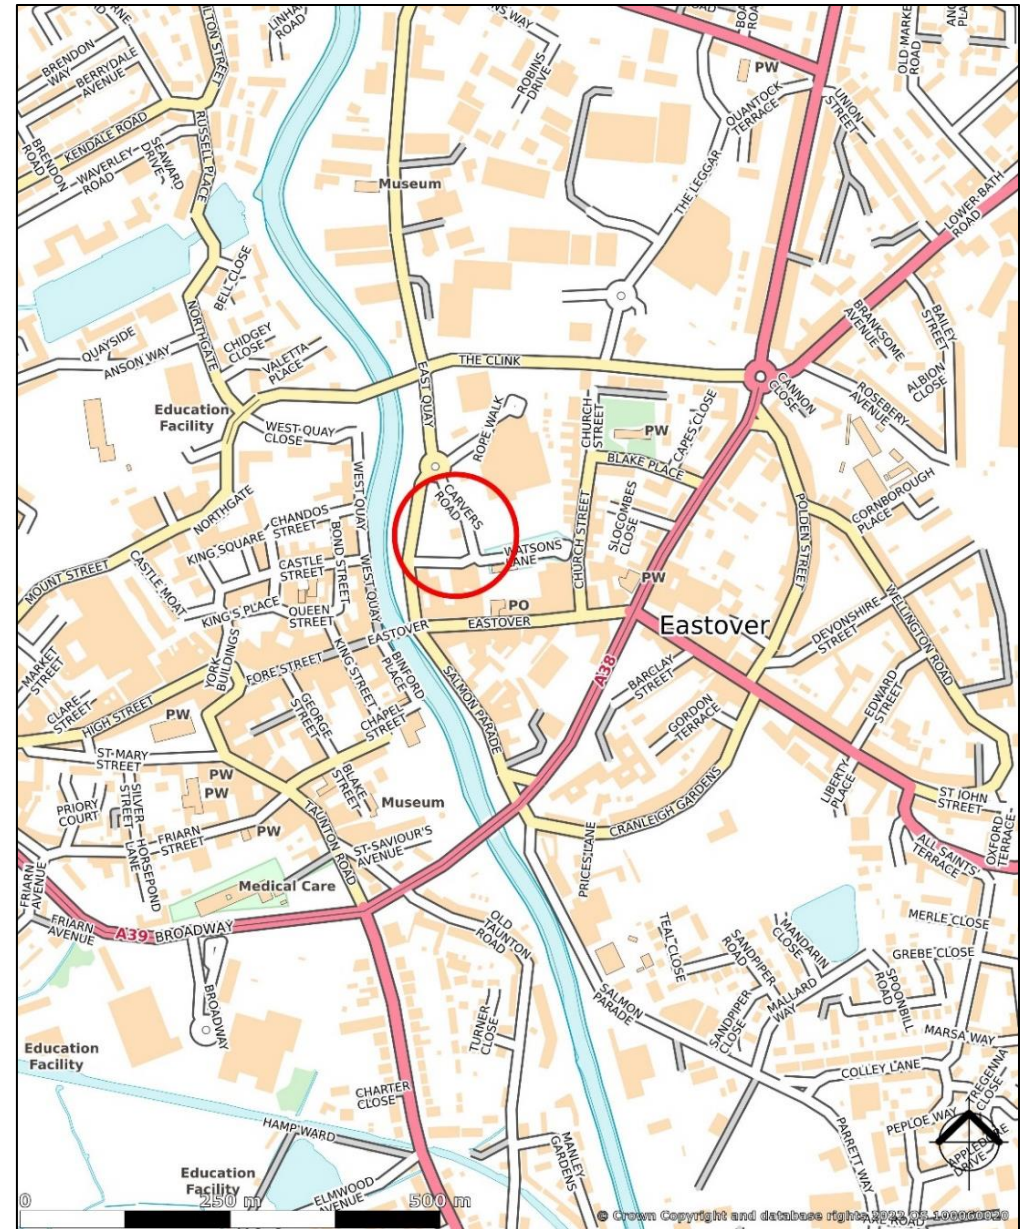 BRENDON
WAY
BERRYDALE
AVENUE
LINHAM
ROAD
ROBINS
DRIVE
PW
QUANTOCK
TERRACE
UNION
STREET
OLD MARKET
ROAD
KENDALE ROAD
BRENDON
ROAD
WAVERLEY
ROAD
SEAWARD
DRIVE
RUSSELL PLACE
Museum
THE LEGGAR
LOWER BATH
ROAD
BELL CLOSE
NORTHGATE
QUAYSIDE
ANSON WAY
CHIDGEY
CLOSE
VALETTA
PLACE
EAST QUAY
THE CLINK
CANNON
CLOSE
BRANKSOME
AVENUE
BAILEY
STREET
ALBION
CLOSE
ROSEBERY
AVENUE
Education
Facility
WEST QUAY
CLOSE
WEST QUAY
ROPE WALK
CHURCH
STREET
PW
CAPES CLOSE
BLAKE PLACE
CORNBOROUGH
PLACE
NORTHGATE
CHANDOS
STREET
KING SQUARE
BOND STREET
CARVERS
ROAD
SLOCOMBES
CLOSE
POLDEN STREET
MOUNT STREET
CASTLE MOAT
CASTLE
STREET
WEST QUAY
WATSONS
LANE
CHURCH STREET
PW
KING'S PLACE
QUEEN
STREET
PO
EASTOVER
EASTOVER
Eastover
DEVONSHIRE
STREET
WELLINGTON ROAD
MARKET
STREET
CLARE
STREET
HIGH STREET
YORK
BUILDINGS
FORE STREET
KING STREET
BINFORD
PLACE
SALMON PARADE
A38
BARCLAY
STREET
GORDON
TERRACE
EDWARD
STREET
PW
GEORGE
STREET
CHAPEL
STREET
ST MARY
STREET
PW
PW
BLAKE
STREET
Museum
LIBERTY
PLACE
ST JOHN
STREET
PRIORY
COURT
SILVER
STREET
HORSEPOND
LANE
FRIARN
STREET
PW
TAUNTON ROAD
ST SAVIOUR'S
AVENUE
CRANLEIGH GARDENS
PRICES LANE
ALL SAINTS'
TERRACE
OXFORD
TERRACE
FRIARN
AVENUE
Medical Care
FRIARN
AVENUE
A39
BROADWAY
OLD
TAUNTON
ROAD
TEAL CLOSE
SANDPIPER
ROAD
MANDARIN
CLOSE
MERLE CLOSE
GREBE CLOSE
BROADWAY
SALMON
PARADE
MALLARD
WAY
SPOONBILL
ROAD
SANDPIPER
CLOSE
TURNER
CLOSE
MARSA WAY
Education
Facility
COLLEY LANE
CHARTER
CLOSE
TREGENNA
CLOSE
HAMP WARD
PARRETT WAY
PEPLOE WAY
APPLEDORE
DRIVE
MANLEY
GARDENS
Education
Facility
ELMWOOD
AVENUE
0
250 m
500 m